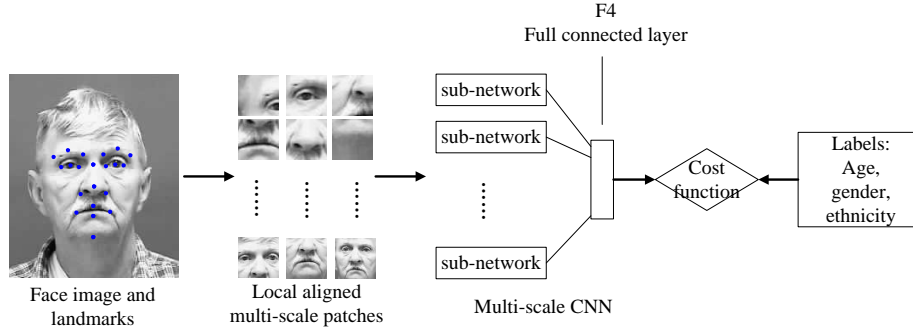 F4
Full connected layer
sub-network
sub-network
sub-network
Cost
function
Labels:
Age,
gender,
ethnicity
Face image and
landmarks
Local aligned
multi-scale patches
Multi-scale CNN